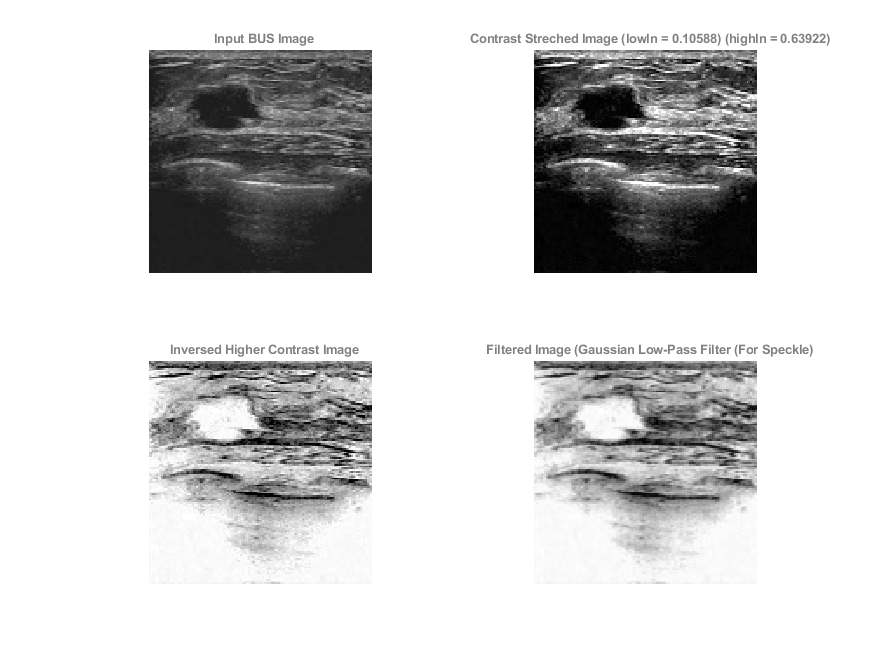 Input BUS Image
Contrast Streched Image (lowIn = 0.10588) (highIn = 0.63922)
Inversed Higher Contrast Image
Filtered Image (Gaussian Low-Pass Filter (For Speckle)